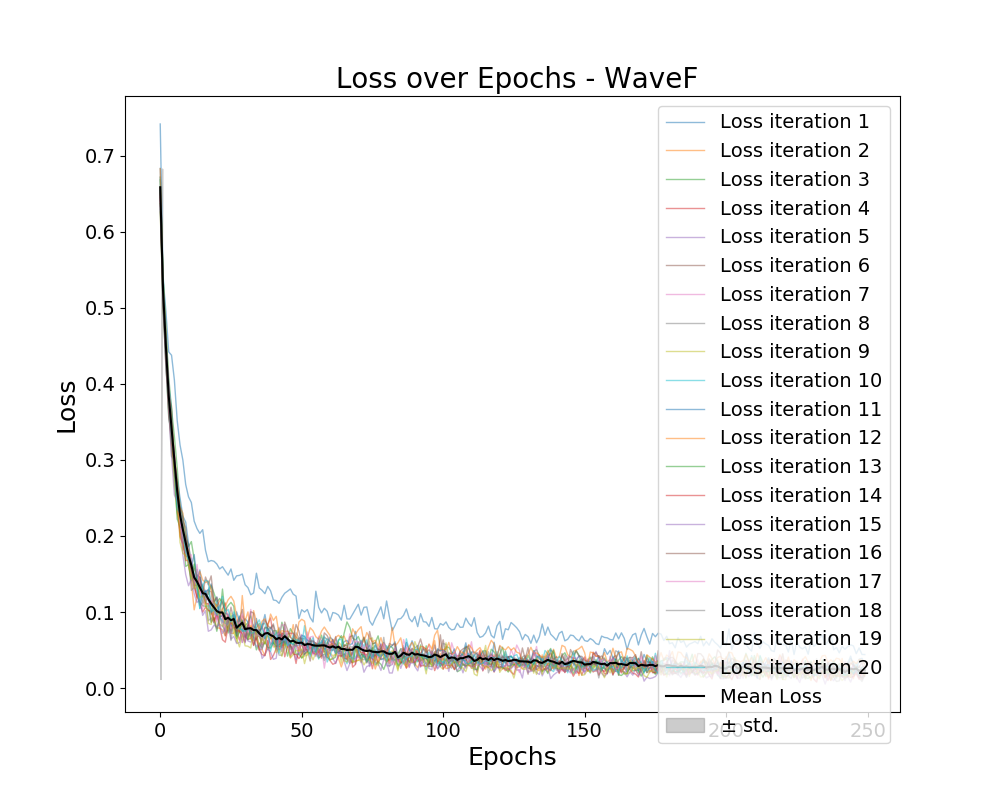 Loss over Epochs - WaveF
Loss
0.7
0.6
0.5
0.4
0.3
0.2
0.1
0.0
0
50
100
150
200
250
Epochs
Loss iteration 1
Loss iteration 2
Loss iteration 3
Loss iteration 4
Loss iteration 5
Loss iteration 6
Loss iteration 7
Loss iteration 8
Loss iteration 9
Loss iteration 10
Loss iteration 11
Loss iteration 12
Loss iteration 13
Loss iteration 14
Loss iteration 15
Loss iteration 16
Loss iteration 17
Loss iteration 18
Loss iteration 19
Loss iteration 20
Mean Loss
± std.